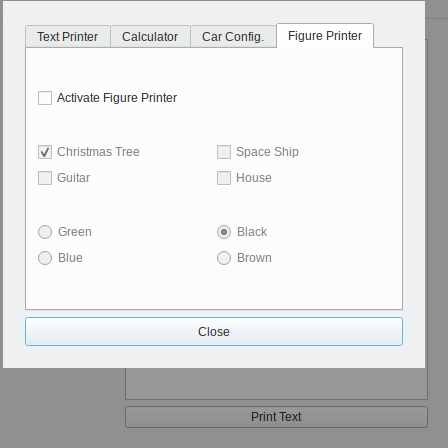 Text Printer Calculator Car Config. Figure Printer
Activate Figure Printer
Christmas Tree Space Ship
Guitar House
Green Black
Blue Brown
Close
Print Text